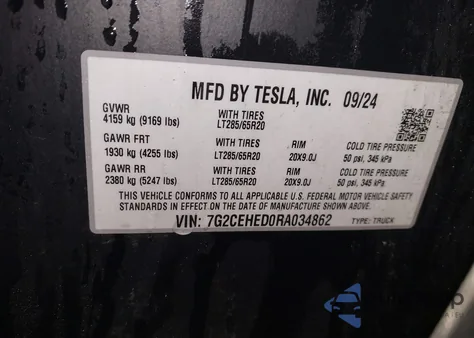 MFD BY TESLA, INC. 09/24
GVWR
4159 kg (9169 lbs) WITH TIRES LT285/65R20
GAWR FRT WITH TIRES RIM COLD TIRE PRESSURE
1930 kg (4255 lbs) LT285/65R20 20X9.0J 50 psi, 345 kPa
GAWR RR WITH TIRES RIM COLD TIRE PRESSURE
2380 kg (5247 lbs) LT285/65R20 20X9.0J 50 psi, 345 kPa
THIS VEHICLE CONFORMS TO ALL APPLICABLE U.S. FEDERAL MOTOR VEHICLE SAFETY
STANDARDS IN EFFECT ON THE DATE OF MANUFACTURE SHOWN ABOVE.
VIN: 7G2CEHED0RA034862 TYPE: TRUCK